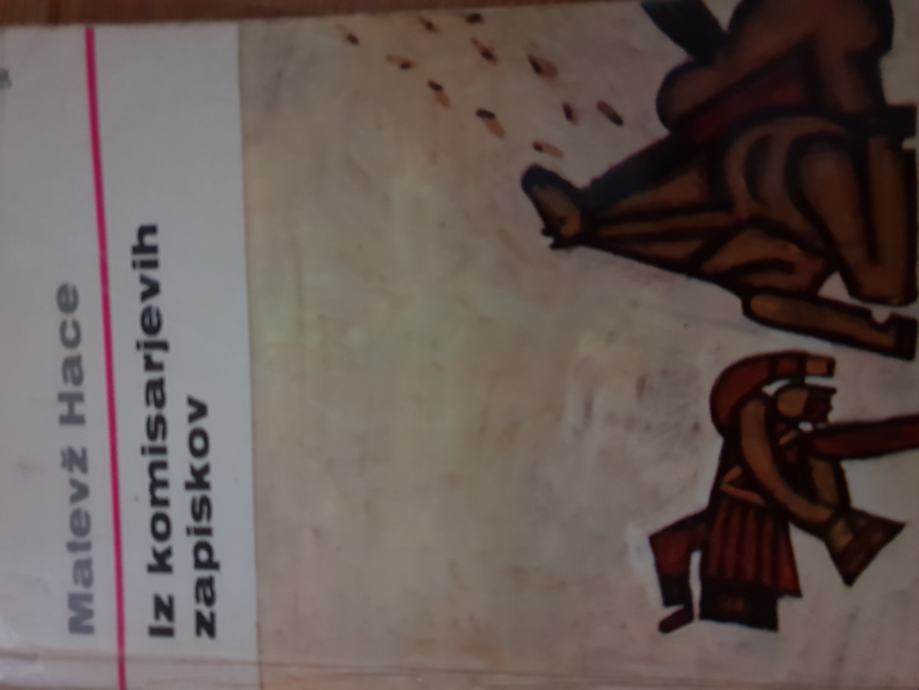 Matevž Hace
Iz komisarjevih
zapiskov